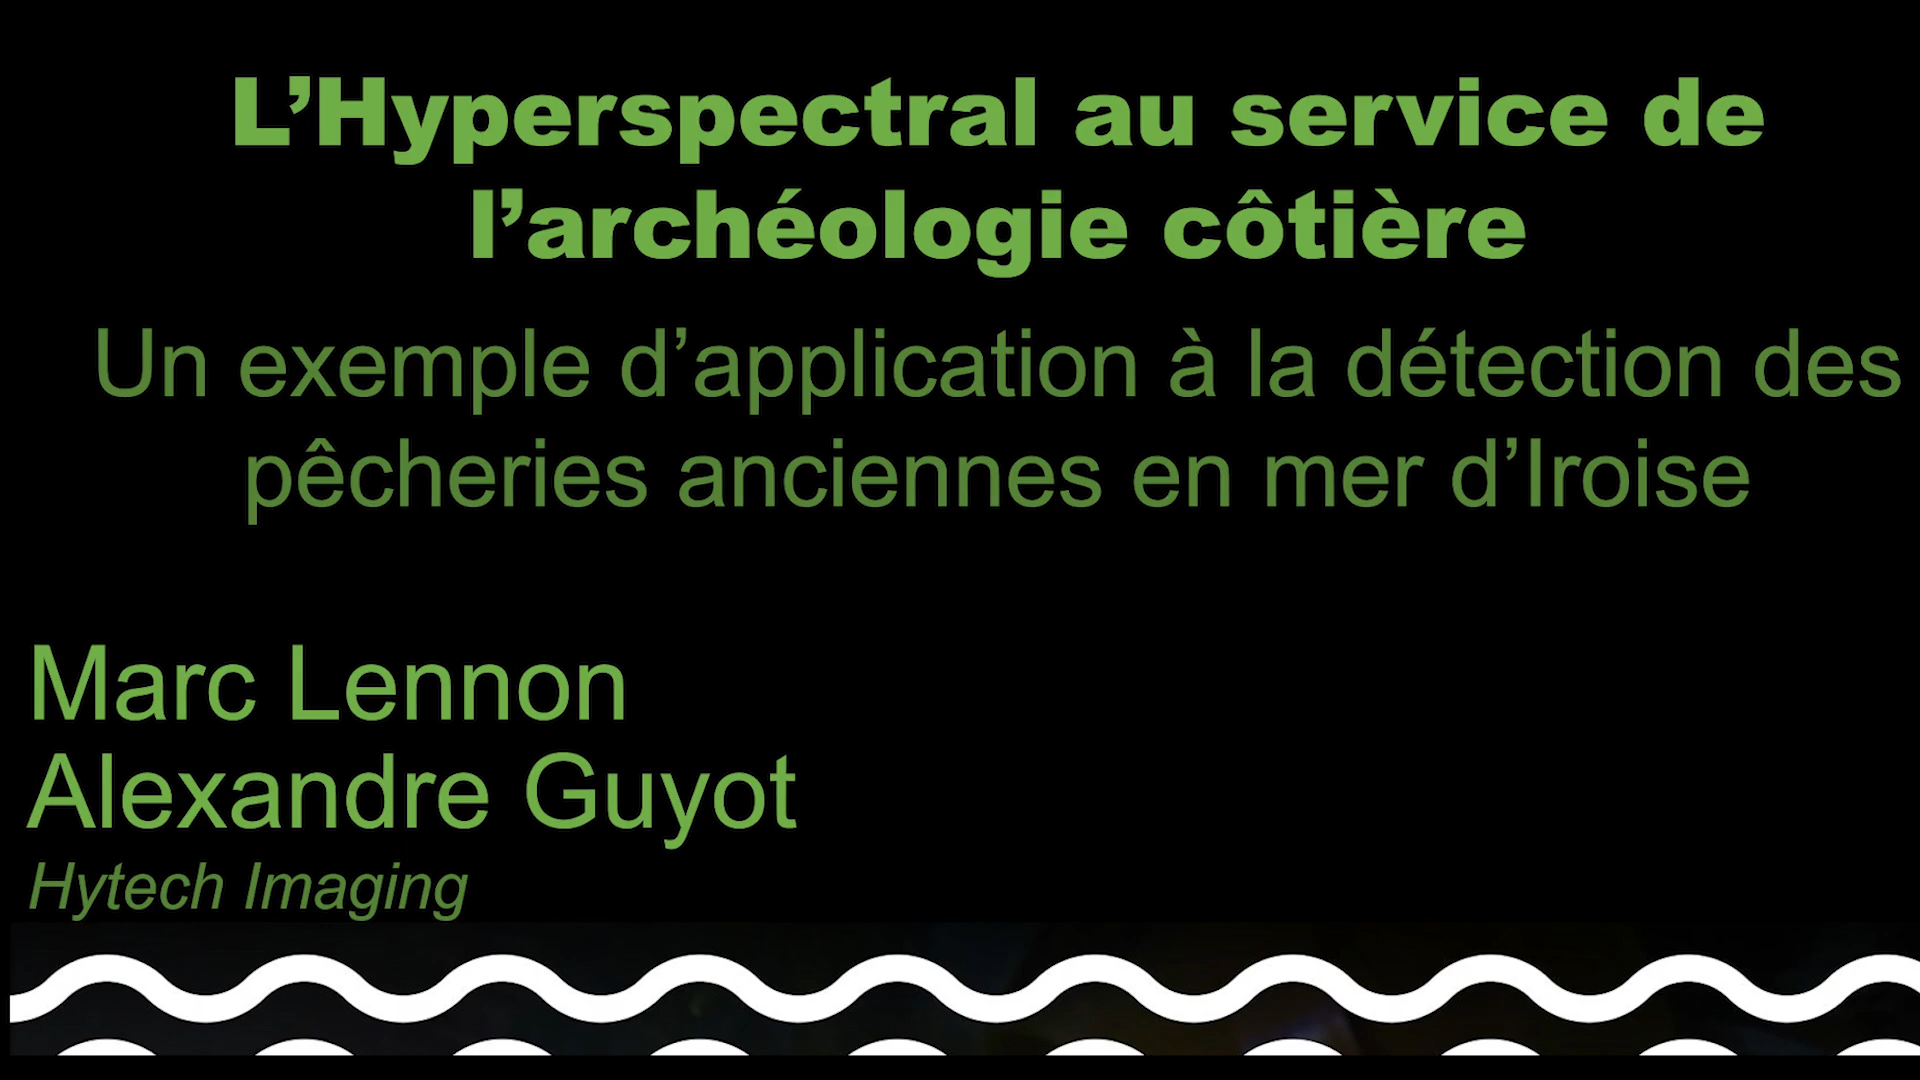 L’Hyperspectral au service de
l’archéologie côtière
Un exemple d’application à la détection des
pêcheries anciennes en mer d’Iroise
Marc Lennon
Alexandre Guyot
Hytech Imaging